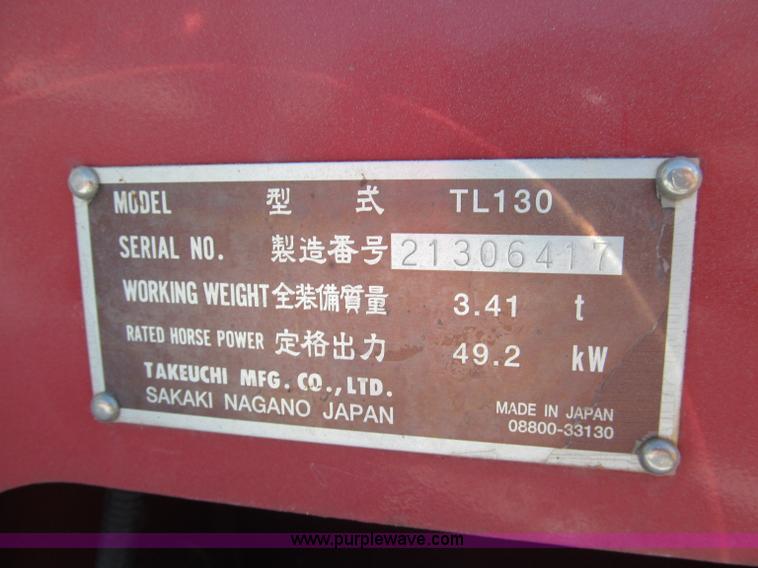 MODEL 型式 TL130
SERIAL NO. 製造番号 21306417
WORKING WEIGHT 全装備質量 3.41 t
RATED HORSE POWER 定格出力 49.2 kW
TAKEUCHI MFG. CO., LTD.
SAKAKI NAGANO JAPAN
MADE IN JAPAN
08800-33130
www.purplewave.com